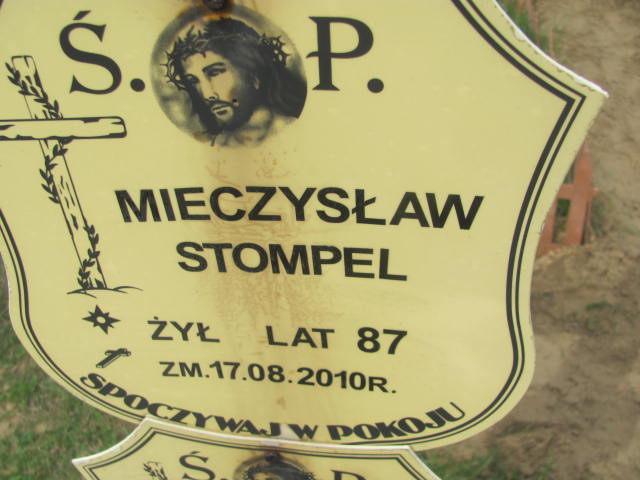 Ś. P.
MIECZYSŁAW
STOMPEL
ŻYŁ LAT 87
ZM.17.08.2010R.
SPOCZYWAJ W POKOJU
Ś. P.